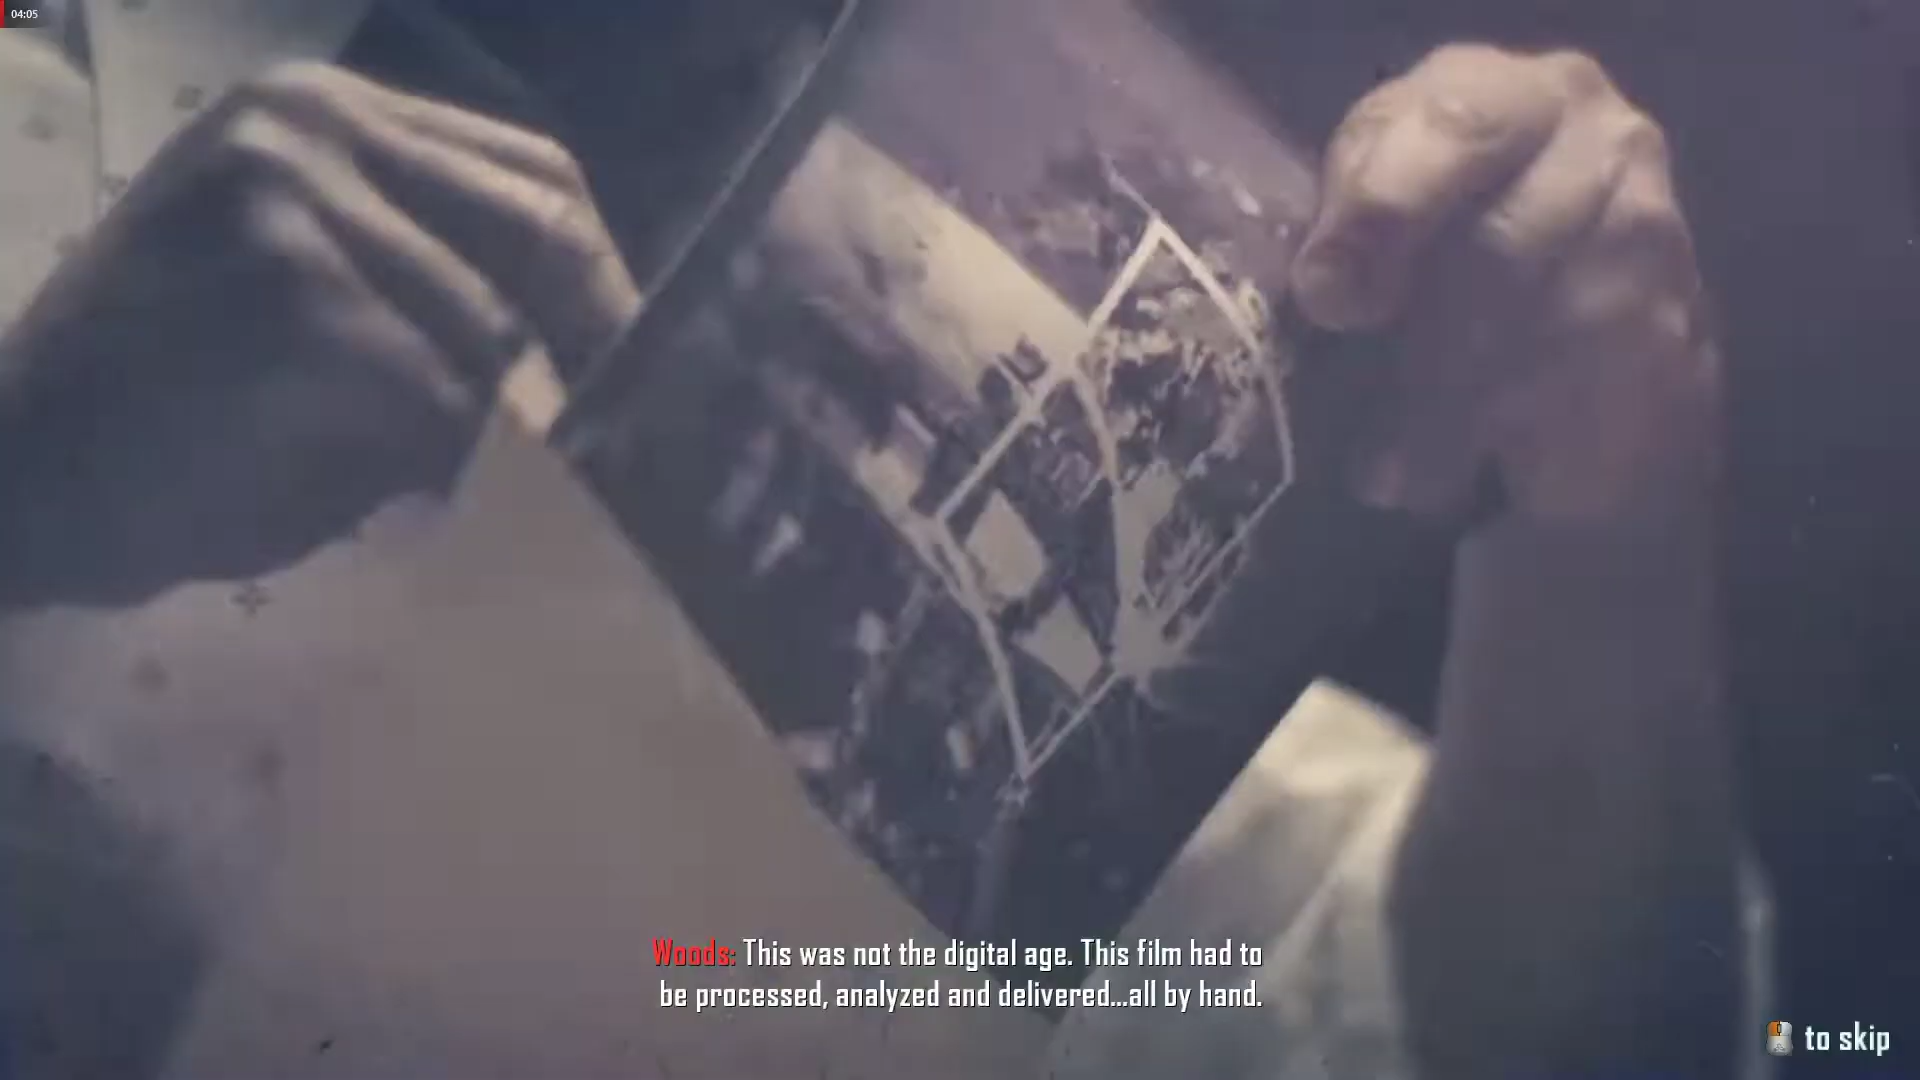 04:05
Woods: This was not the digital age. This film had to
be processed, analyzed and delivered...all by hand.
to skip